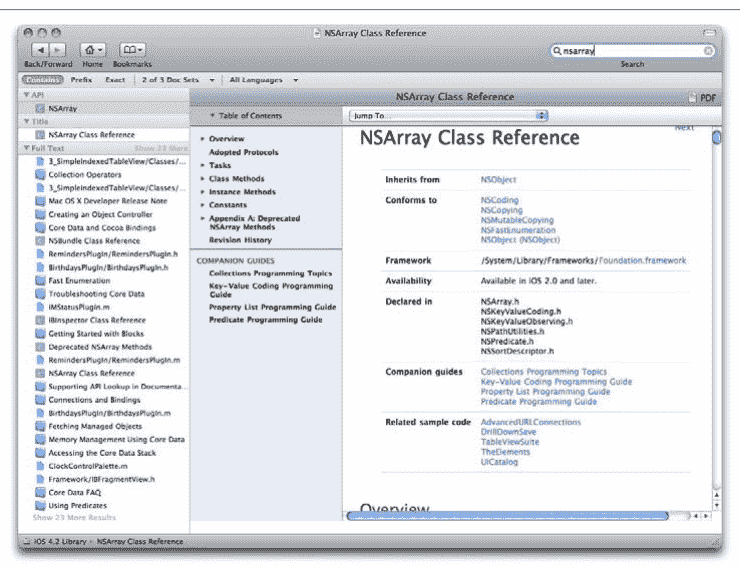 NSArray Class Reference
nsarray
Back/Forward Home Bookmarks
Search
Contains Prefix Exact 2 of 3 Doc Sets All Languages
API
NSArray
Title
NSArray Class Reference
Full Text Show 23 More
3_SimpleIndexedTableView/Classes/...
Collection Operators
3_SimpleIndexedTableView/Classes/...
Mac OS X Developer Release Note
Creating an Object Controller
Core Data and Cocoa Bindings
NSBundle Class Reference
RemindersPlugIn/RemindersPlugIn.h
BirthdaysPlugIn/BirthdaysPlugIn.h
Fast Enumeration
Troubleshooting Core Data
IMStatusPlugin.m
IBInspector Class Reference
Getting Started with Blocks
Deprecated NSArray Methods
RemindersPlugIn/RemindersPlugIn.m
NSArray Class Reference
Supporting API Lookup in Documenta...
Connections and Bindings
BirthdaysPlugIn/BirthdaysPlugIn.m
Fetching Managed Objects
Memory Management Using Core Data
Accessing the Core Data Stack
ClockControlPalette.m
Framework/IBFragmentView.h
Core Data FAQ
Using Predicates
Show 23 More Results
NSArray Class Reference PDF
Table of Contents
Jump To...
Overview
Adopted Protocols
Tasks
Class Methods
Instance Methods
Constants
Appendix A: Deprecated
NSArray Methods
Revision History
COMPANION GUIDES
Collections Programming Topics
Key-Value Coding Programming
Guide
Property List Programming Guide
Predicate Programming Guide
Next
NSArray Class Reference
Inherits from NSObject
Conforms to NSCoding
NSCopying
NSMutableCopying
NSFastEnumeration
NSObject (NSObject)
Framework /System/Library/Frameworks/Foundation.framework
Availability Available in iOS 2.0 and later.
Declared in NSArray.h
NSKeyValueCoding.h
NSKeyValueObserving.h
NSPathUtilities.h
NSPredicate.h
NSSortDescriptor.h
Companion guides Collections Programming Topics
Key-Value Coding Programming Guide
Property List Programming Guide
Predicate Programming Guide
Related sample code AdvancedURLConnections
DrillDownSave
TableViewSuite
TheElements
UICatalog
Overview
iOS 4.2 Library NSArray Class Reference